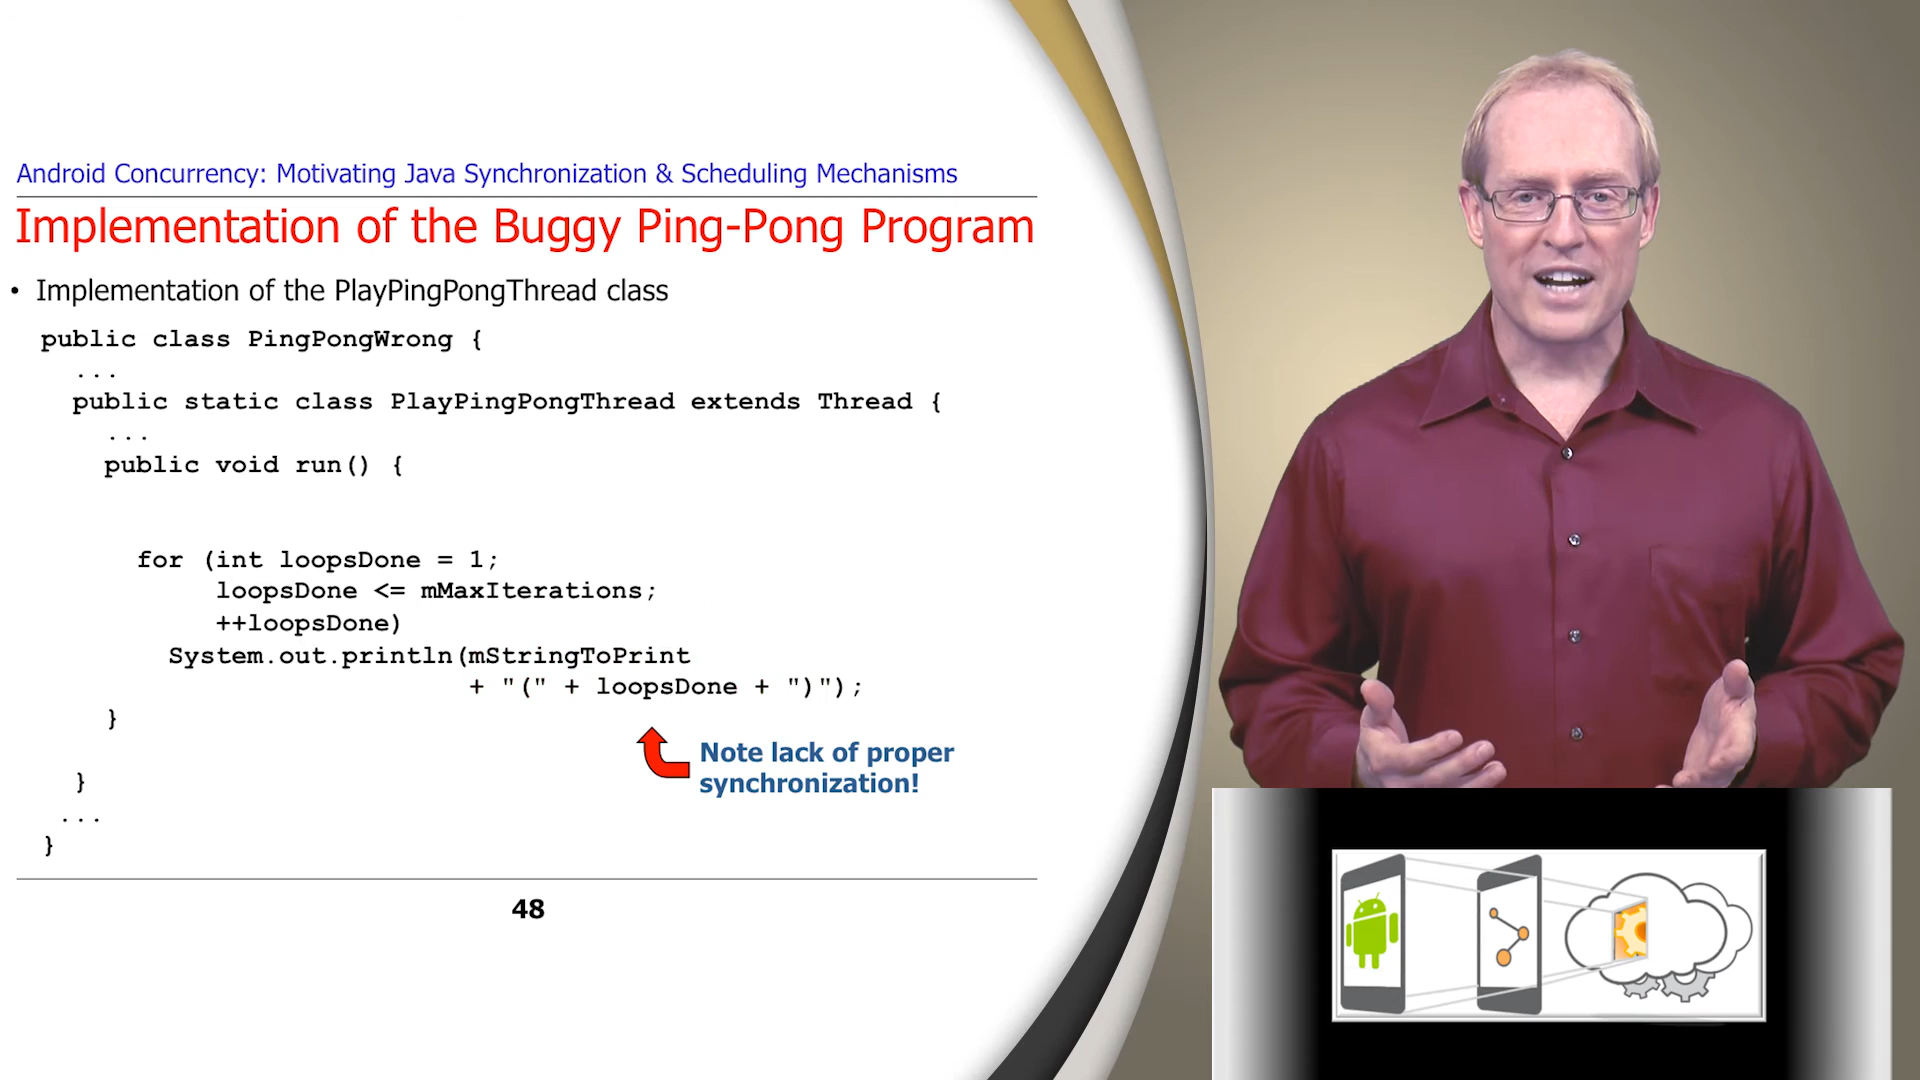 Android Concurrency: Motivating Java Synchronization & Scheduling Mechanisms
Implementation of the Buggy Ping-Pong Program
• Implementation of the PlayPingPongThread class
public class PingPongWrong {
...
public static class PlayPingPongThread extends Thread {
...
public void run() {
for (int loopsDone = 1;
loopsDone <= mMaxIterations;
++loopsDone)
System.out.println(mStringToPrint
+ "(" + loopsDone + ")");
}
Note lack of proper
synchronization!
}
...
}
48